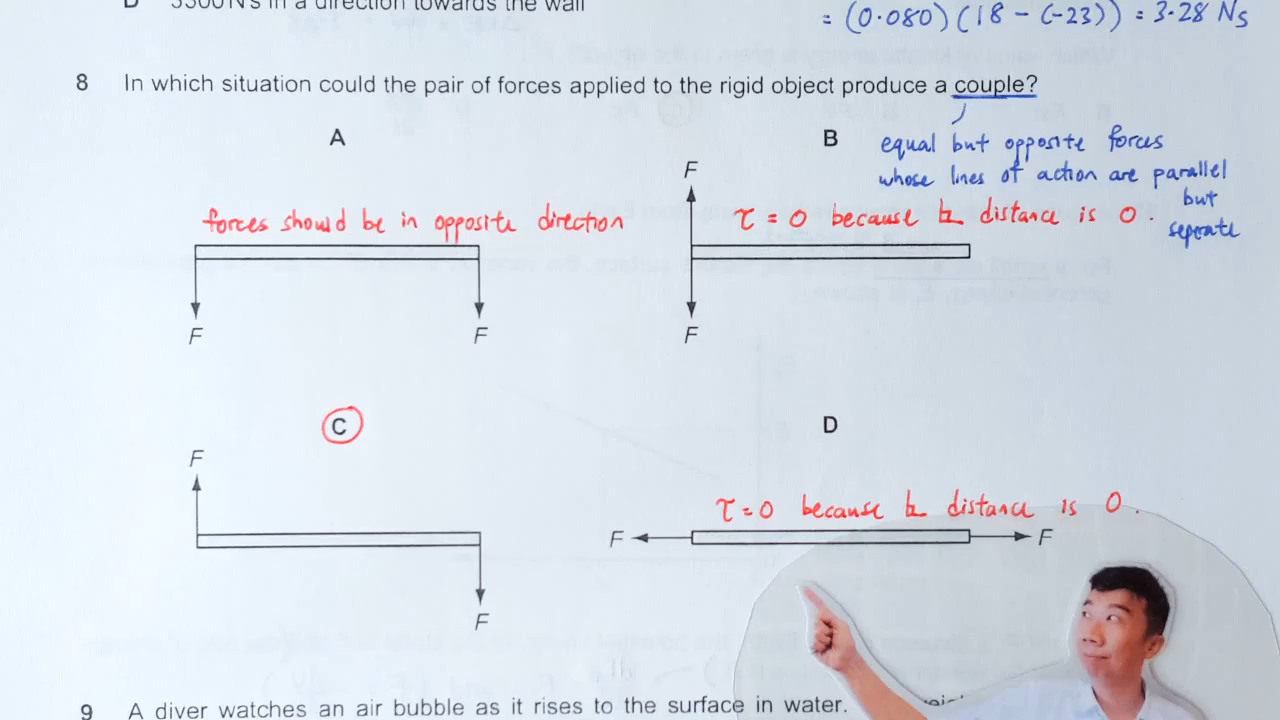 D 3300 N s in a direction towards the wall
= (0.080)(18 - (-23)) = 3.28 Ns
8 In which situation could the pair of forces applied to the rigid object produce a couple?
equal but opposite forces
whose lines of action are parallel
but
seperate
A
forces should be in opposite direction
F F
B
F
τ = 0 because ⊥ distance is 0.
F
C
F
F
D
τ = 0 because ⊥ distance is 0.
F F
9 A diver watches an air bubble as it rises to the surface in water.